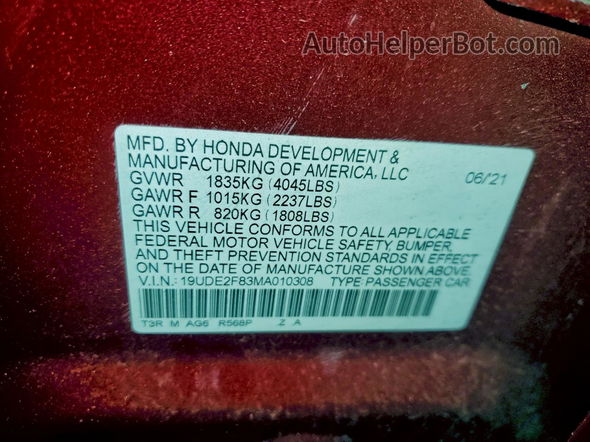 AutoHelperBot.com
MFD. BY HONDA DEVELOPMENT &
MANUFACTURING OF AMERICA, LLC 06/21
GVWR 1835KG (4045LBS)
GAWR F 1015KG (2237LBS)
GAWR R 820KG (1808LBS)
THIS VEHICLE CONFORMS TO ALL APPLICABLE
FEDERAL MOTOR VEHICLE SAFETY, BUMPER,
AND THEFT PREVENTION STANDARDS IN EFFECT
ON THE DATE OF MANUFACTURE SHOWN ABOVE.
V.I.N.: 19UDE2F83MA010308 TYPE PASSENGER CAR
T3R M AG6 R568P Z A